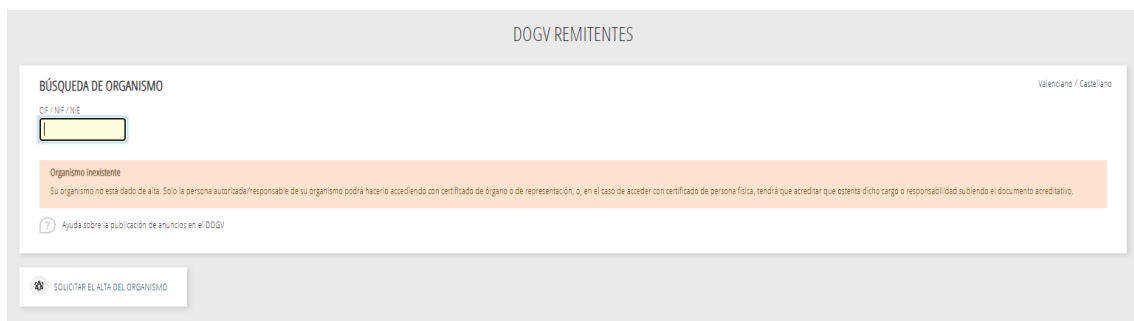 DOGV REMITENTES
BÚSQUEDA DE ORGANISMO
Valenciano / Castellano
CIF / NIF / NIE
Organismo inexistente
Su organismo no está dado de alta. Solo la persona autorizada/responsable de su organismo podrá hacerlo accediendo con certificado de órgano o de representación, o, en el caso de acceder con certificado de persona física, tendrá que acreditar que ostenta dicho cargo o responsabilidad subiendo el documento acreditativo.
? Ayuda sobre la publicación de anuncios en el DOGV
SOLICITAR EL ALTA DEL ORGANISMO